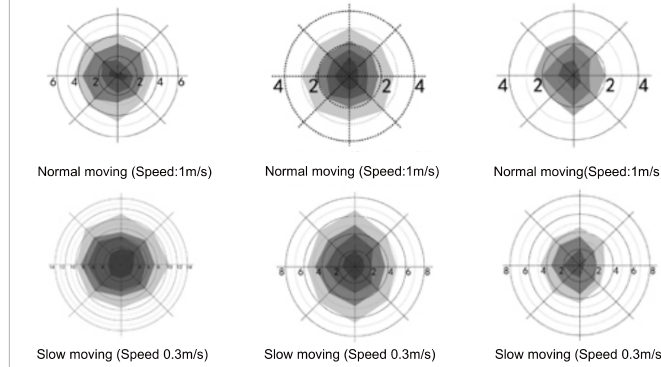 6 4 2 2 4 6
4 2 2 4
4 2 2 4
Normal moving (Speed:1m/s)
Normal moving (Speed:1m/s)
Normal moving(Speed:1m/s
8 6 4 2 2 4 6 8
8 6 4 2 2 4 6 8
Slow moving (Speed 0.3m/s)
Slow moving (Speed 0.3m/s)
Slow moving (Speed 0.3m/s